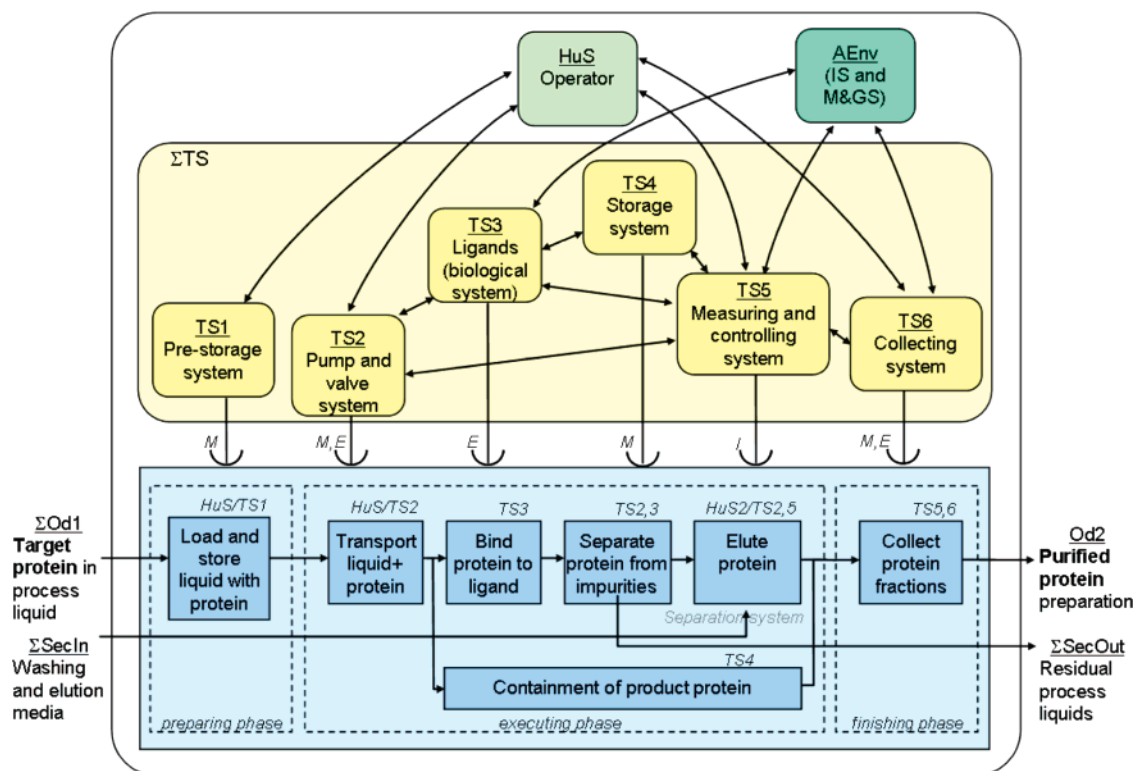 HuS
Operator
AEnv
(IS and
M&GS)
ΣTS
TS4
Storage
system
TS3
Ligands
(biological
system)
TS5
Measuring and
controlling
system
TS1
Pre-storage
system
TS2
Pump and
valve
system
TS6
Collecting
system
M
M,E
E
M
I
M,E
HuS/TS1
HuS/TS2
TS3
TS2,3
HuS2/TS2,5
TS5,6
ΣOd1
Target
protein in
process
liquid
Load and
store
liquid with
protein
Transport
liquid+
protein
Bind
protein to
ligand
Separate
protein from
impurities
Elute
protein
Collect
protein
fractions
Od2
Purified
protein
preparation
Separation system
ΣSecIn
Washing
and elution
media
ΣSecOut
Residual
process
liquids
TS4
Containment of product protein
preparing phase
executing phase
finishing phase